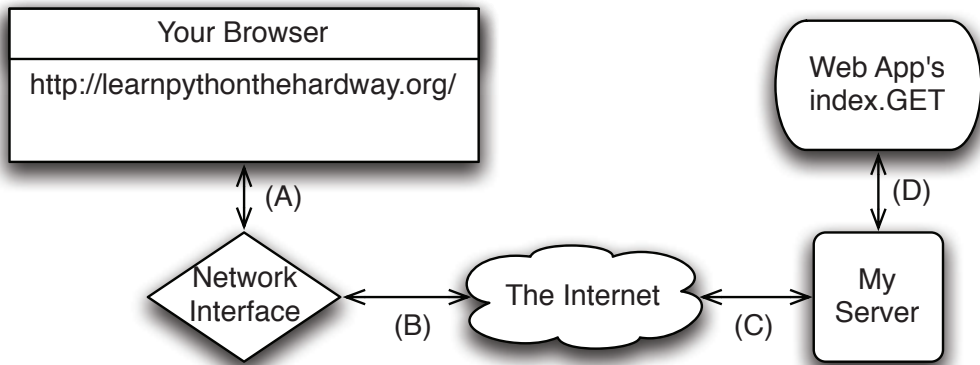 Your Browser
http://learnpythonthehardway.org/
Web App's
index.GET
(A)
(D)
Network
Interface
(B)
The Internet
(C)
My
Server